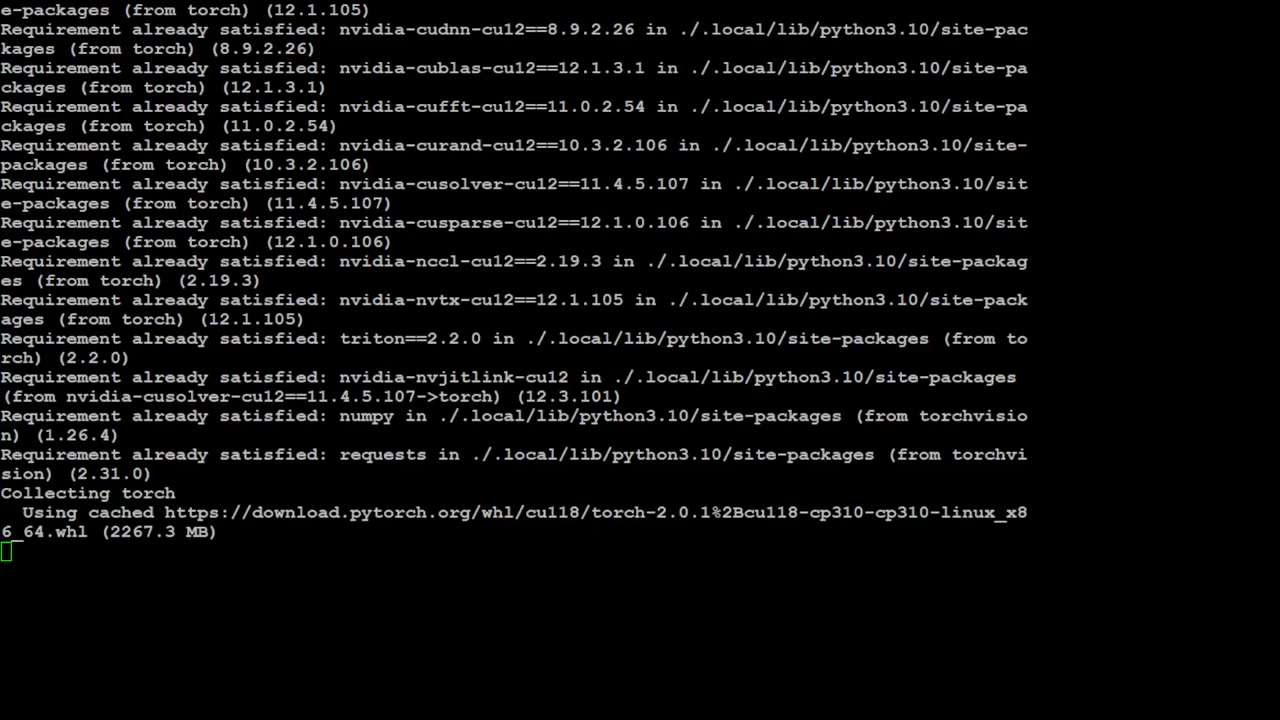 e-packages (from torch) (12.1.105)
Requirement already satisfied: nvidia-cudnn-cu12==8.9.2.26 in ./.local/lib/python3.10/site-pac
kages (from torch) (8.9.2.26)
Requirement already satisfied: nvidia-cublas-cu12==12.1.3.1 in ./.local/lib/python3.10/site-pa
ckages (from torch) (12.1.3.1)
Requirement already satisfied: nvidia-cufft-cu12==11.0.2.54 in ./.local/lib/python3.10/site-pa
ckages (from torch) (11.0.2.54)
Requirement already satisfied: nvidia-curand-cu12==10.3.2.106 in ./.local/lib/python3.10/site-
packages (from torch) (10.3.2.106)
Requirement already satisfied: nvidia-cusolver-cu12==11.4.5.107 in ./.local/lib/python3.10/sit
e-packages (from torch) (11.4.5.107)
Requirement already satisfied: nvidia-cusparse-cu12==12.1.0.106 in ./.local/lib/python3.10/sit
e-packages (from torch) (12.1.0.106)
Requirement already satisfied: nvidia-nccl-cu12==2.19.3 in ./.local/lib/python3.10/site-packag
es (from torch) (2.19.3)
Requirement already satisfied: nvidia-nvtx-cu12==12.1.105 in ./.local/lib/python3.10/site-pack
ages (from torch) (12.1.105)
Requirement already satisfied: triton==2.2.0 in ./.local/lib/python3.10/site-packages (from to
rch) (2.2.0)
Requirement already satisfied: nvidia-nvjitlink-cu12 in ./.local/lib/python3.10/site-packages
(from nvidia-cusolver-cu12==11.4.5.107->torch) (12.3.101)
Requirement already satisfied: numpy in ./.local/lib/python3.10/site-packages (from torchvisio
n) (1.26.4)
Requirement already satisfied: requests in ./.local/lib/python3.10/site-packages (from torchvi
sion) (2.31.0)
Collecting torch
  Using cached https://download.pytorch.org/whl/cu118/torch-2.0.1%2Bcu118-cp310-cp310-linux_x8
6_64.whl (2267.3 MB)